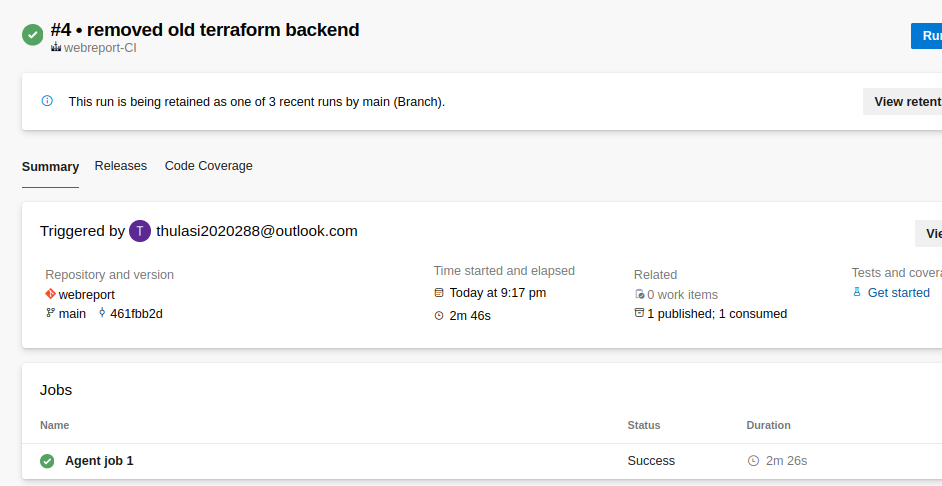 #4 • removed old terraform backend
webreport-CI
Run
This run is being retained as one of 3 recent runs by main (Branch).
View retent
Summary Releases Code Coverage
Triggered by T thulasi2020288@outlook.com
Vie
Repository and version
webreport
main 461fbb2d
Time started and elapsed
Today at 9:17 pm
2m 46s
Related
0 work items
1 published; 1 consumed
Tests and covera
Get started
Jobs
Name Status Duration
Agent job 1 Success 2m 26s